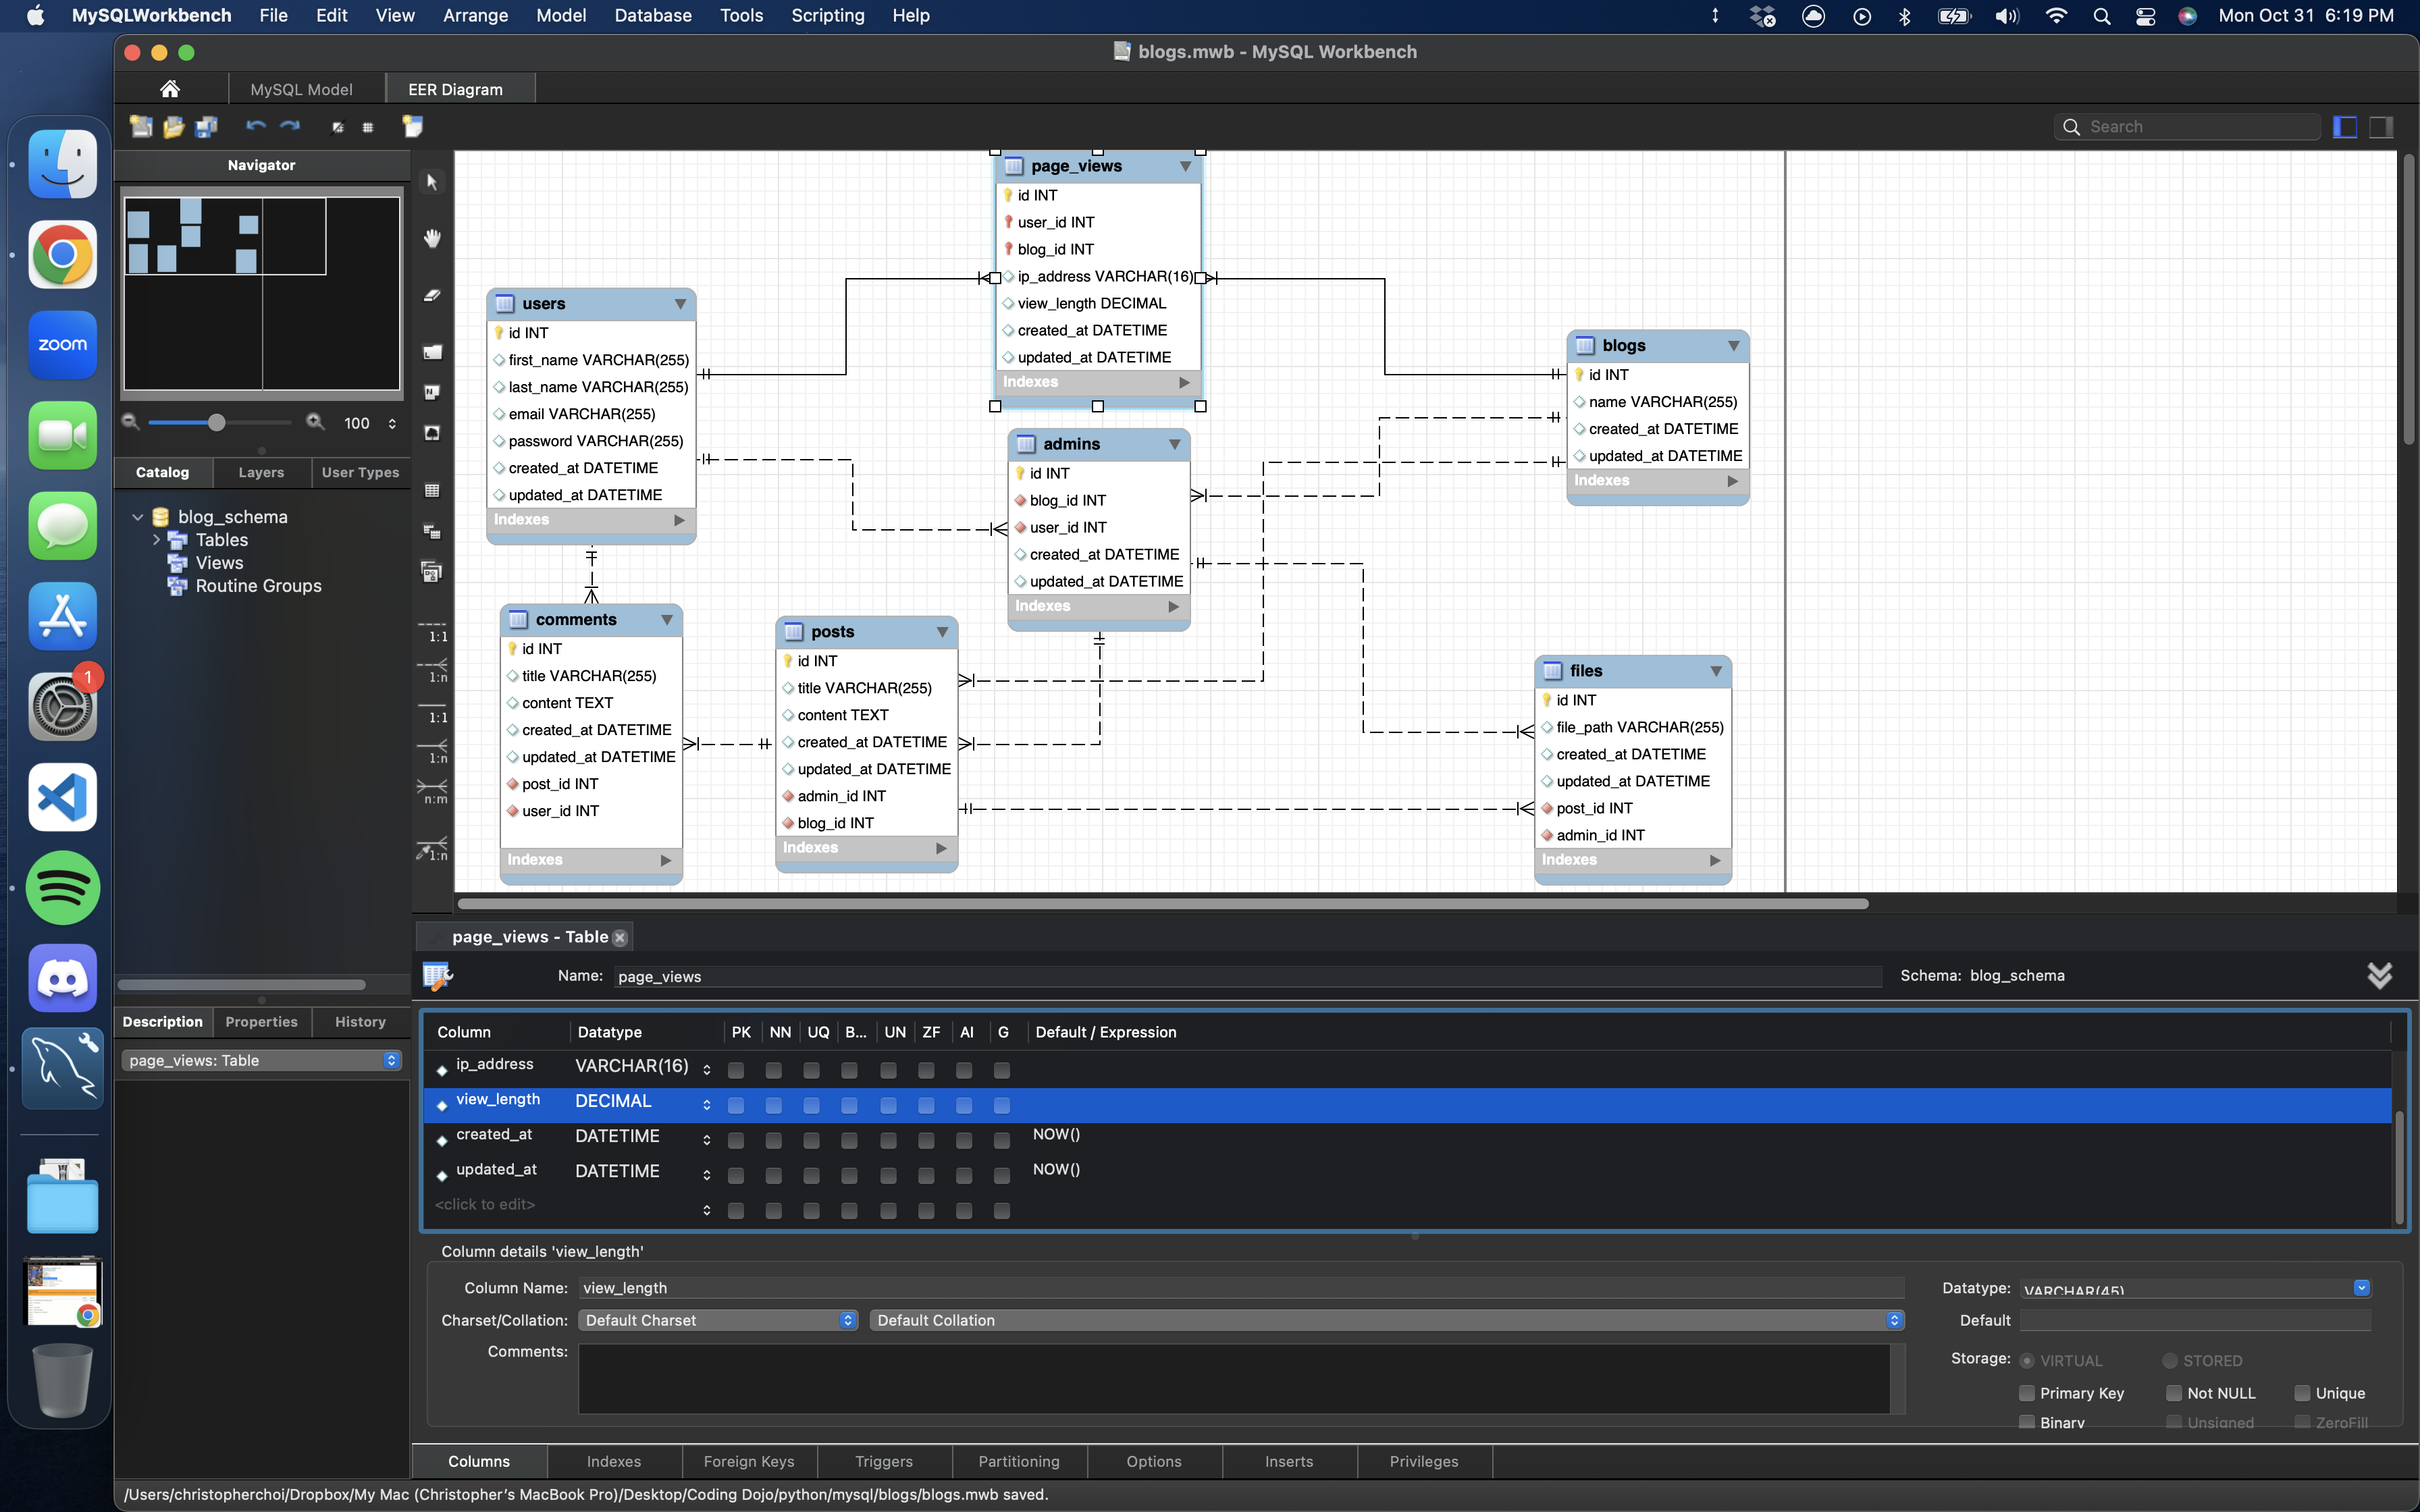 MySQLWorkbench File Edit View Arrange Model Database Tools Scripting Help Mon Oct 31 6:19 PM
blogs.mwb - MySQL Workbench
MySQL Model EER Diagram
Search
Navigator
100
Catalog Layers User Types
blog_schema
Tables
Views
Routine Groups
Description Properties History
page_views: Table
zoom
1
1:1
1:n
1:1
1:n
n:m
1:n
page_views
id INT
user_id INT
blog_id INT
ip_address VARCHAR(16)
view_length DECIMAL
created_at DATETIME
updated_at DATETIME
Indexes
users
id INT
first_name VARCHAR(255)
last_name VARCHAR(255)
email VARCHAR(255)
password VARCHAR(255)
created_at DATETIME
updated_at DATETIME
Indexes
blogs
id INT
name VARCHAR(255)
created_at DATETIME
updated_at DATETIME
Indexes
admins
id INT
blog_id INT
user_id INT
created_at DATETIME
updated_at DATETIME
Indexes
comments
id INT
title VARCHAR(255)
content TEXT
created_at DATETIME
updated_at DATETIME
post_id INT
user_id INT
Indexes
posts
id INT
title VARCHAR(255)
content TEXT
created_at DATETIME
updated_at DATETIME
admin_id INT
blog_id INT
Indexes
files
id INT
file_path VARCHAR(255)
created_at DATETIME
updated_at DATETIME
post_id INT
admin_id INT
Indexes
page_views - Table
Name: page_views Schema: blog_schema
Column Datatype PK NN UQ B... UN ZF AI G Default / Expression
ip_address VARCHAR(16)
view_length DECIMAL
created_at DATETIME NOW()
updated_at DATETIME NOW()
<click to edit>
Column details 'view_length'
Column Name: view_length Datatype: VARCHAR(45)
Charset/Collation: Default Charset Default Collation Default
Comments: Storage: VIRTUAL STORED
Primary Key Not NULL Unique
Binary Unsigned ZeroFill
Columns Indexes Foreign Keys Triggers Partitioning Options Inserts Privileges
/Users/christopherchoi/Dropbox/My Mac (Christopher's MacBook Pro)/Desktop/Coding Dojo/python/mysql/blogs/blogs.mwb saved.